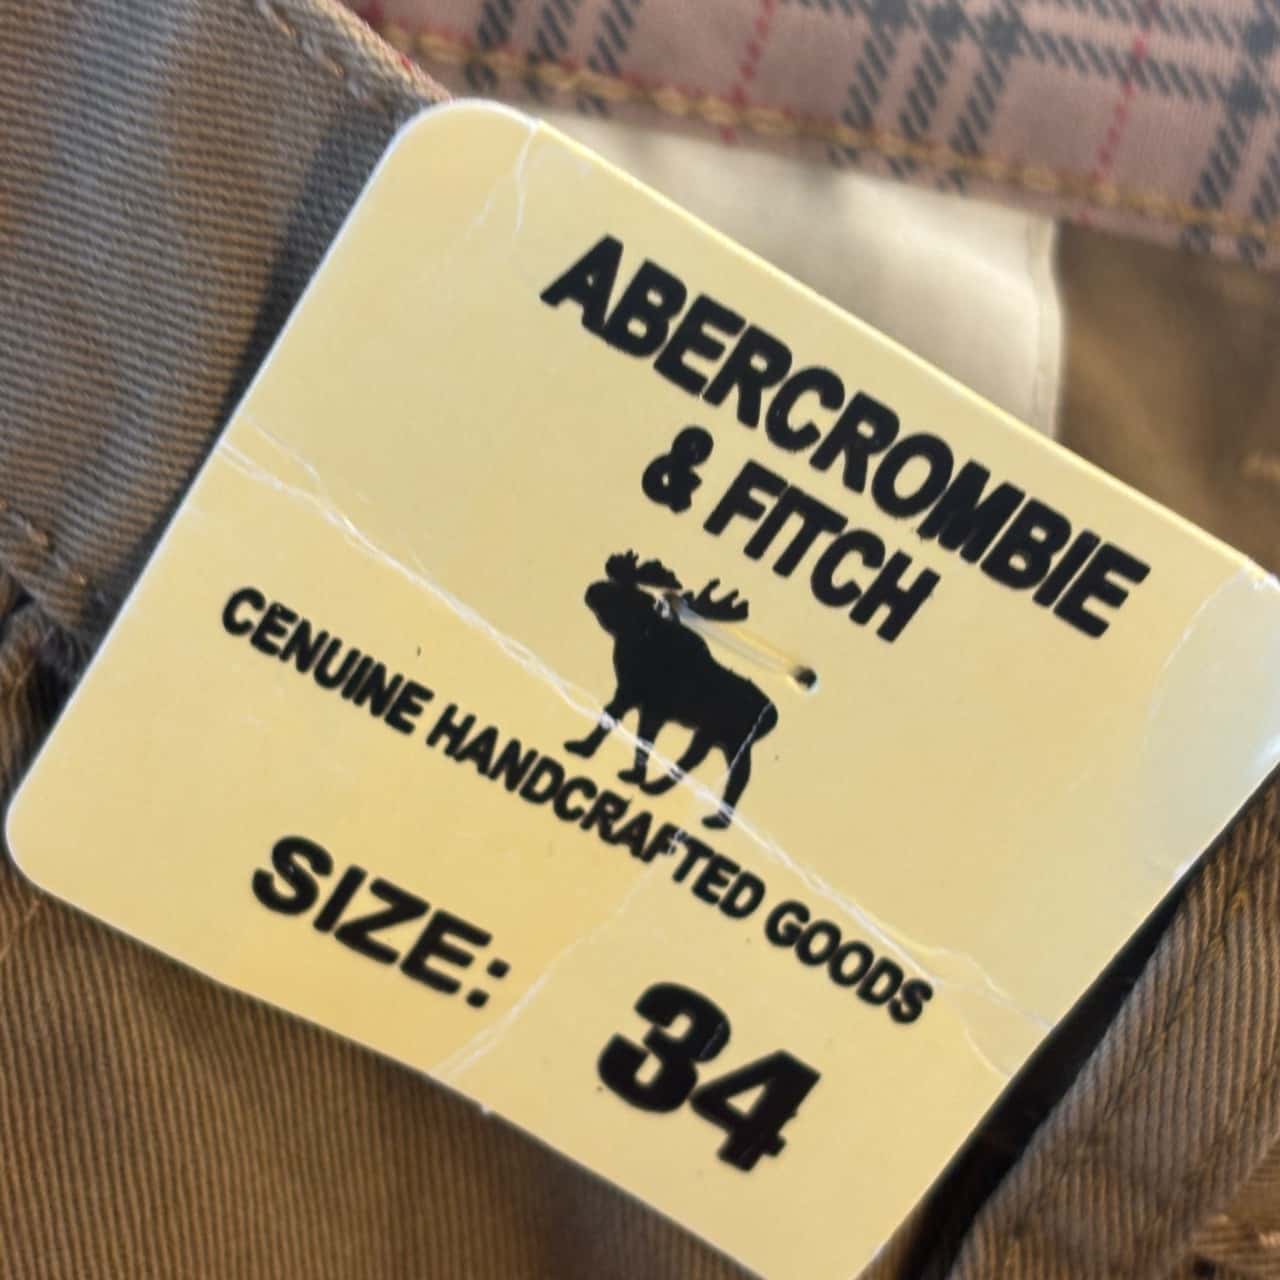 ABERCROMBIE
& FITCH
CENUINE HANDCRAFTED GOODS
SIZE: 34